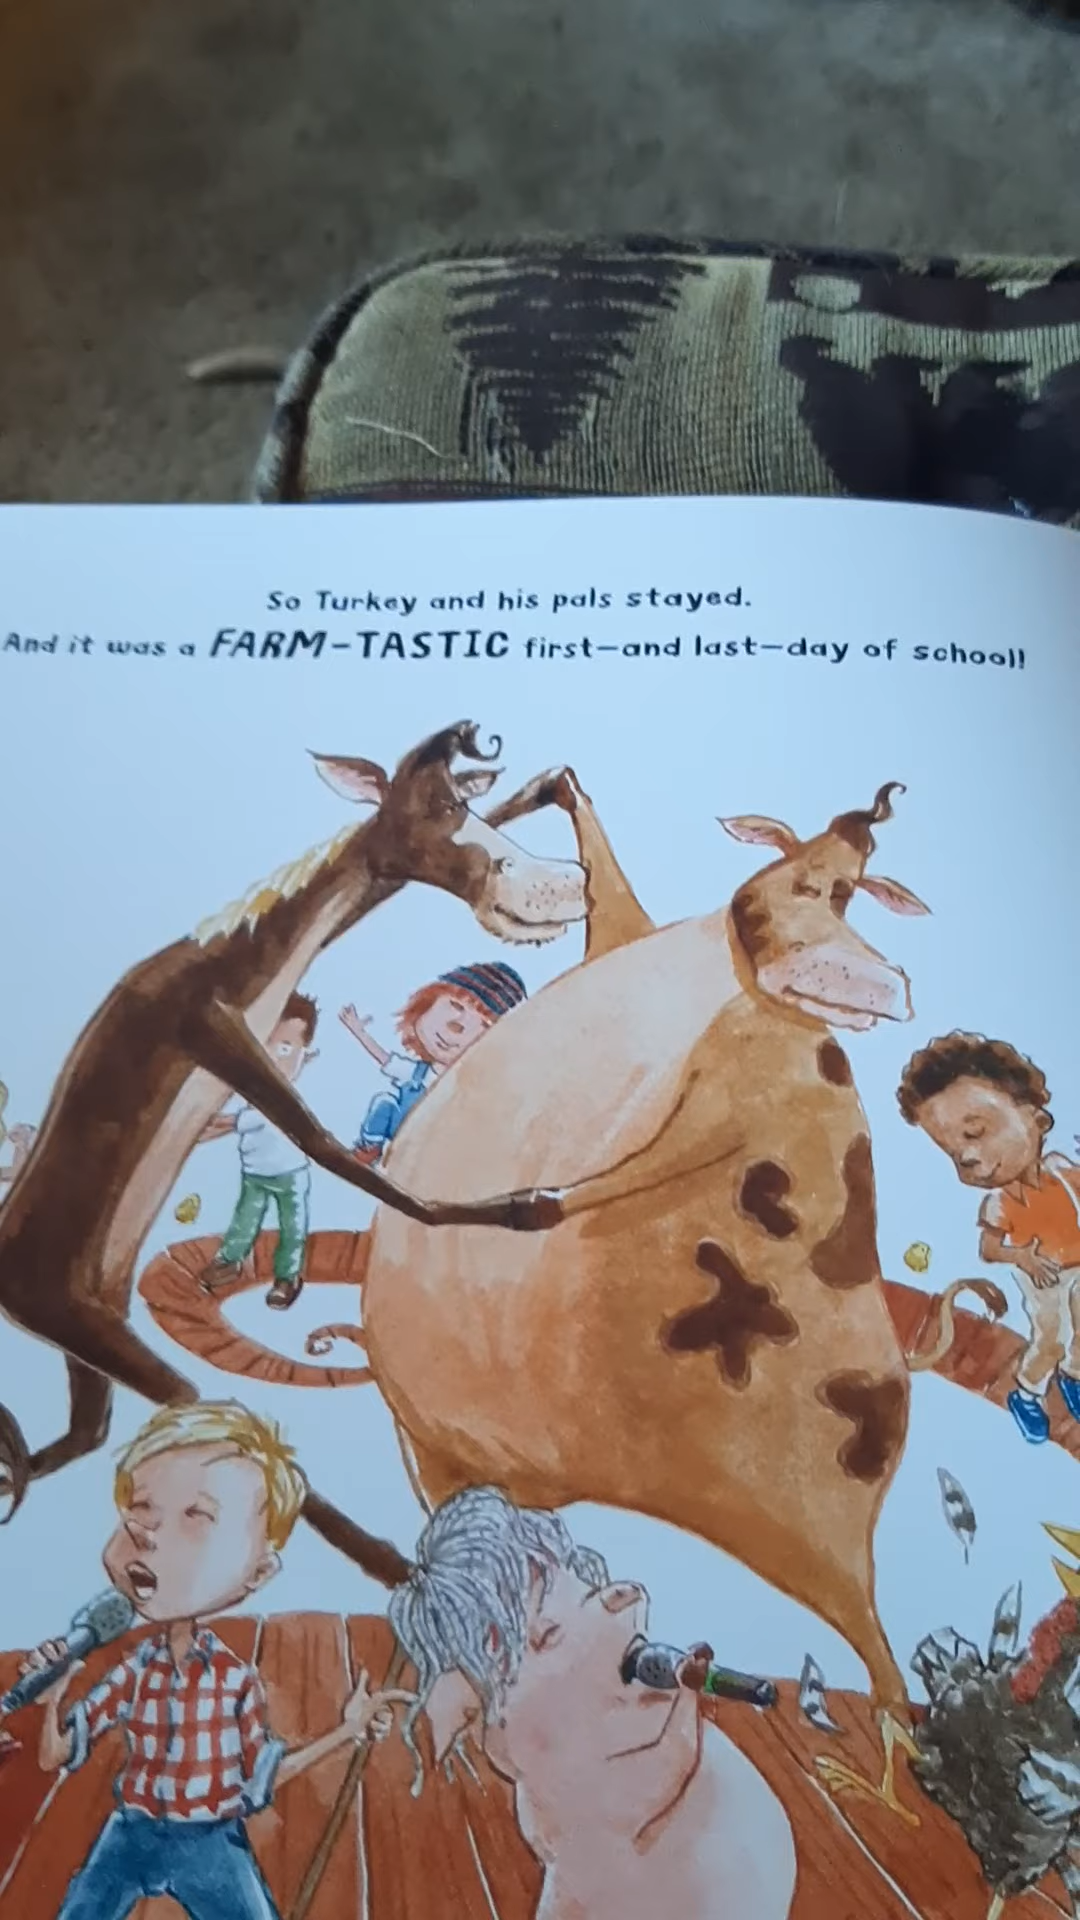 So Turkey and his pals stayed.
And it was a FARM-TASTIC first—and last—day of school!